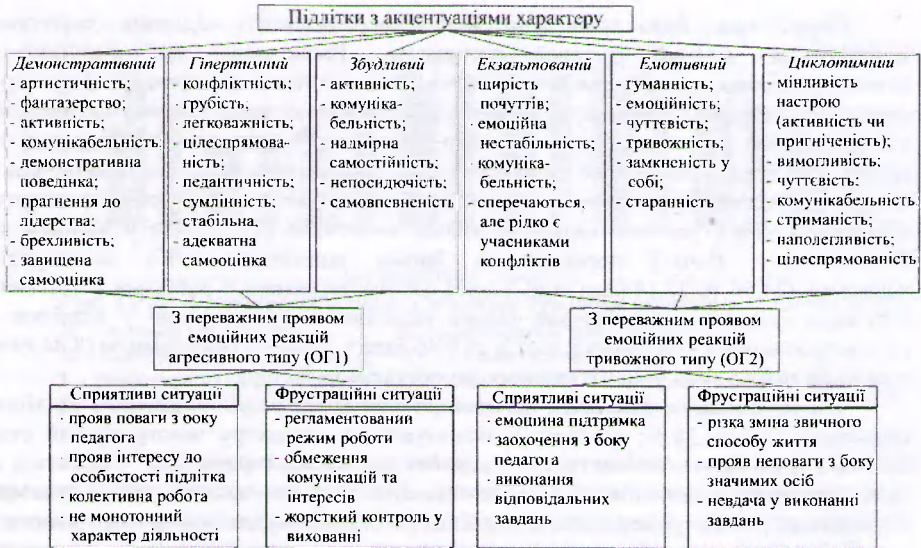 Підлітки з акцентуаціями характеру
Демонстративний
- артистичність;
- фантазерство;
активність;
- комунікабельність
- демонстративна
поведінка;
прагнення до
лідерства;
- брехливість;
- завищена
самооцінка
Гіпертимний
- конфліктність;
· грубість,
- легковажність;
- цілеспрямова-
ність;
- педантичність;
- сумлінність;
- стабільна,
адекватна
самооцінка
Збудливий
- активність;
- комуніка-
бельність;
- надмірна
самостійність;
- непосидючість;
- самовпевненість
Екзальтований
- щирість
почуттів;
- емоційна
нестабільність;
- комуніка-
бельність;
- сперечаються,
але рідко є
учасниками
конфліктів
Емотивний
- гуманність;
- емоційність;
- чуттєвість;
- тривожність;
- замкненість у
собі;
- старанність
Циклотимний
- мінливість
настрою
(активність чи
пригніченість);
- вимогливість;
- чуттєвість;
- комунікабельність
- стриманість;
- наполегливість;
- цілеспрямованість
З переважним проявом
емоційних реакцій
агресивного типу (ОГ1)
З переважним проявом
емоційних реакцій
тривожного типу (ОГ2)
Сприятливі ситуації
- прояв поваги з боку
педагога
- прояв інтересу до
особистості підлітка
- колективна робота
- не монотонний
характер діяльності
Фрустраційні ситуації
- регламентований
режим роботи
- обмеження
комунікацій та
інтересів
- жорсткий контроль у
вихованні
Сприятливі ситуації
- емоційна підтримка
- заохочення з боку
педагога
- виконання
відповідальних
завдань
Фрустраційні ситуації
- різка зміна звичного
способу життя
- прояв неповаги з боку
значимих осіб
- невдача у виконанні
завдань